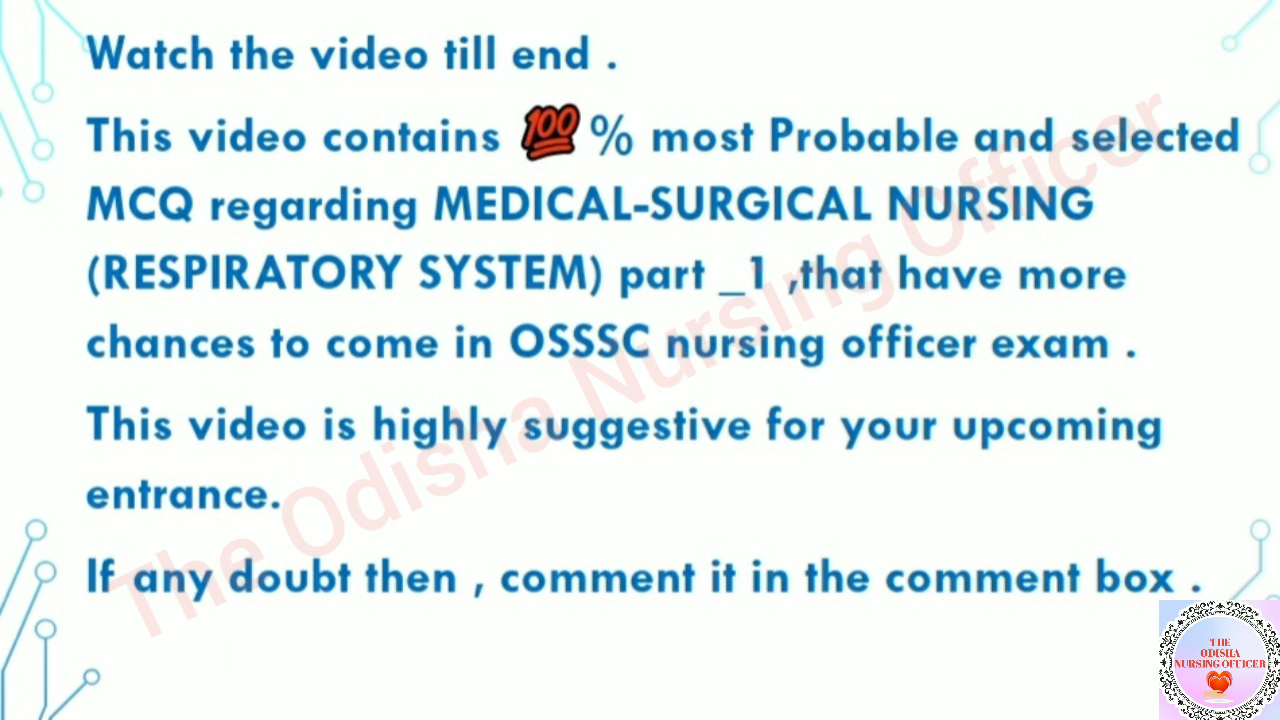 Watch the video till end .
This video contains 💯% most Probable and selected
MCQ regarding MEDICAL-SURGICAL NURSING
(RESPIRATORY SYSTEM) part _1 ,that have more
chances to come in OSSSC nursing officer exam .
This video is highly suggestive for your upcoming
entrance.
If any doubt then , comment it in the comment box .
The Odisha Nursing Officer
THE
ODISHA
NURSING OFFICER